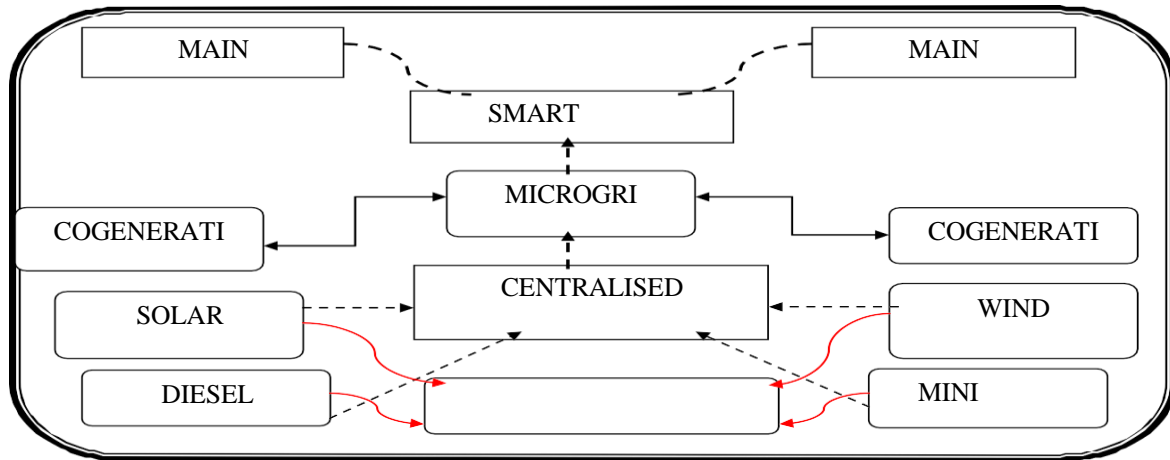 MAIN
MAIN
SMART
MICROGRI
COGENERATI
COGENERATI
CENTRALISED
SOLAR
WIND
DIESEL
MINI